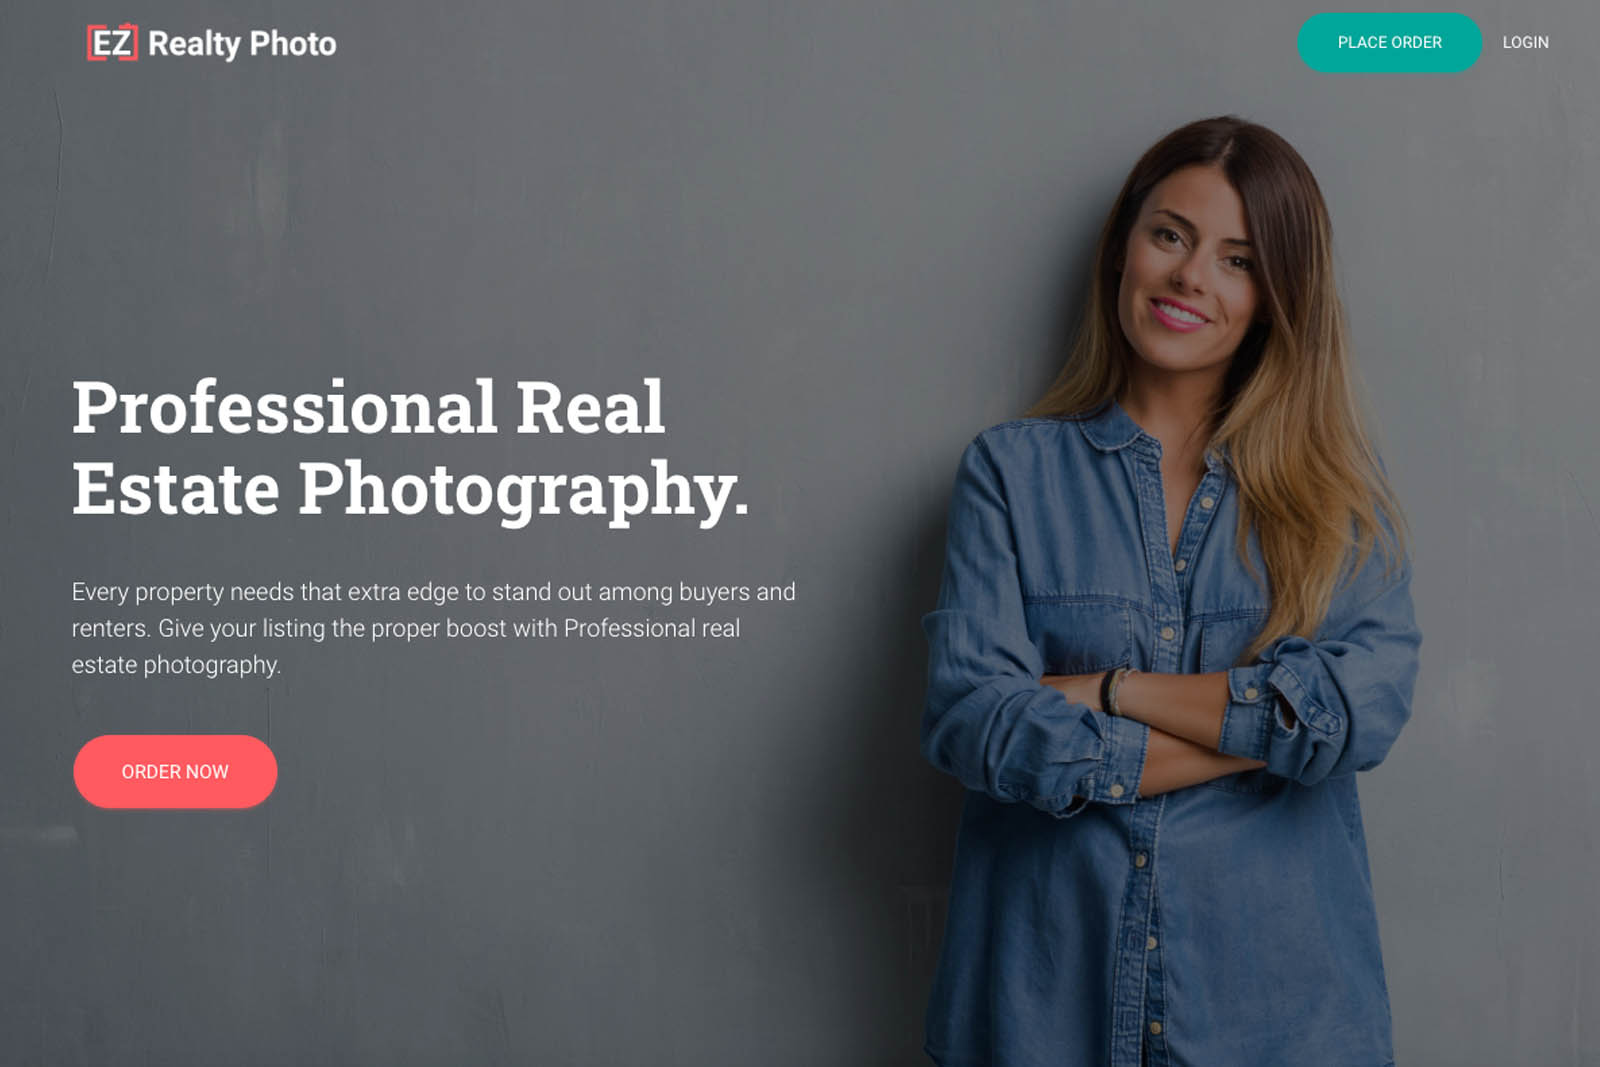 EZ Realty Photo
PLACE ORDER
LOGIN
Professional Real
Estate Photography.
Every property needs that extra edge to stand out among buyers and
renters. Give your listing the proper boost with Professional real
estate photography.
ORDER NOW